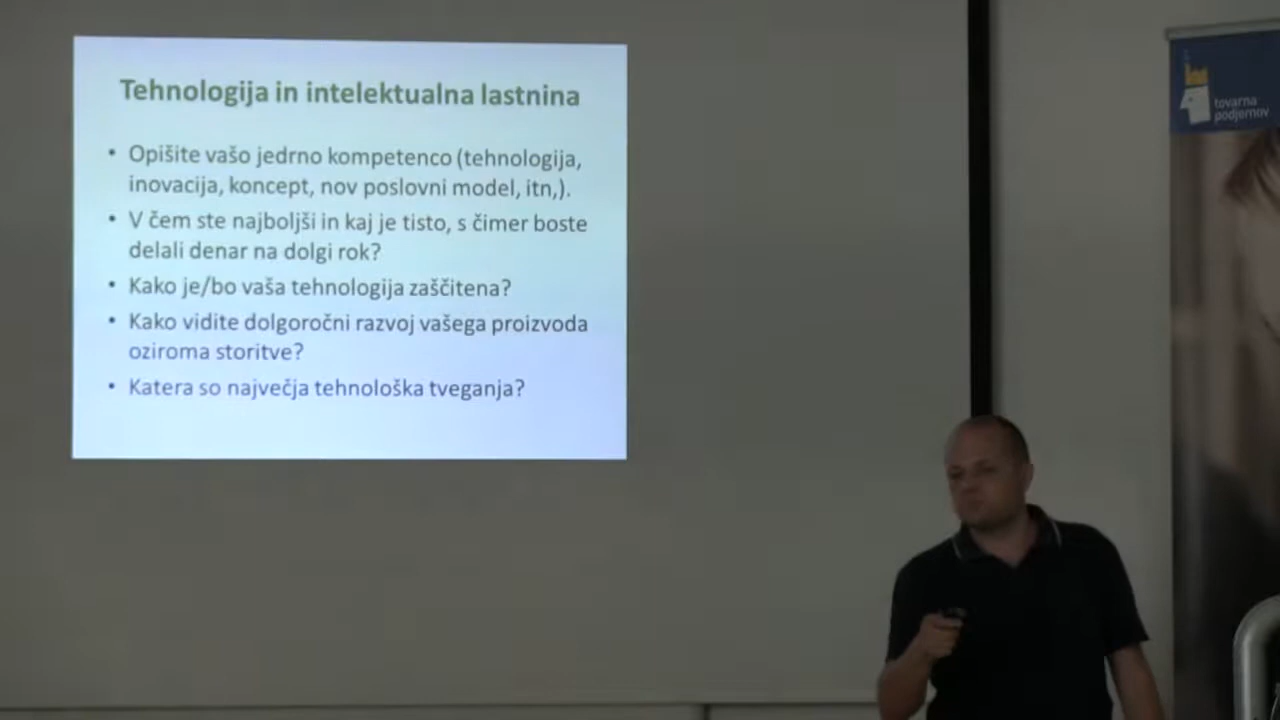 Tehnologija in intelektualna lastnina
• Opišite vašo jedrno kompetenco (tehnologija,
inovacija, koncept, nov poslovni model, itn,).
• V čem ste najboljši in kaj je tisto, s čimer boste
delali denar na dolgi rok?
• Kako je/bo vaša tehnologija zaščitena?
• Kako vidite dolgoročni razvoj vašega proizvoda
oziroma storitve?
• Katera so največja tehnološka tveganja?
tovarna
podjemov